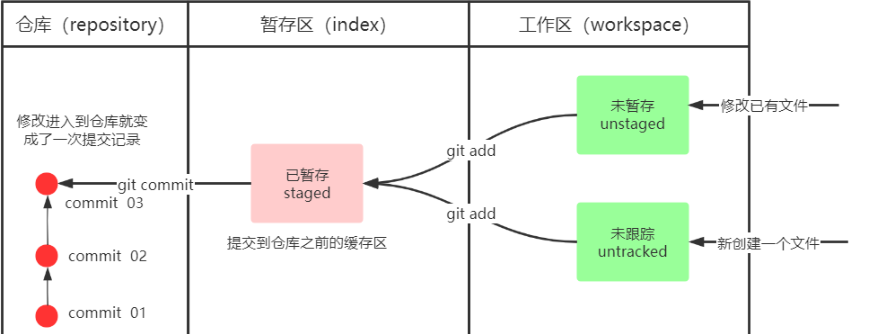 仓库（repository）
暂存区（index）
工作区（workspace）
未暂存
unstaged
修改已有文件
修改进入到仓库就变
成了一次提交记录
git add
已暂存
staged
git commit
commit 03
git add
提交到仓库之前的缓存区
未跟踪
untracked
新创建一个文件
commit 02
commit 01